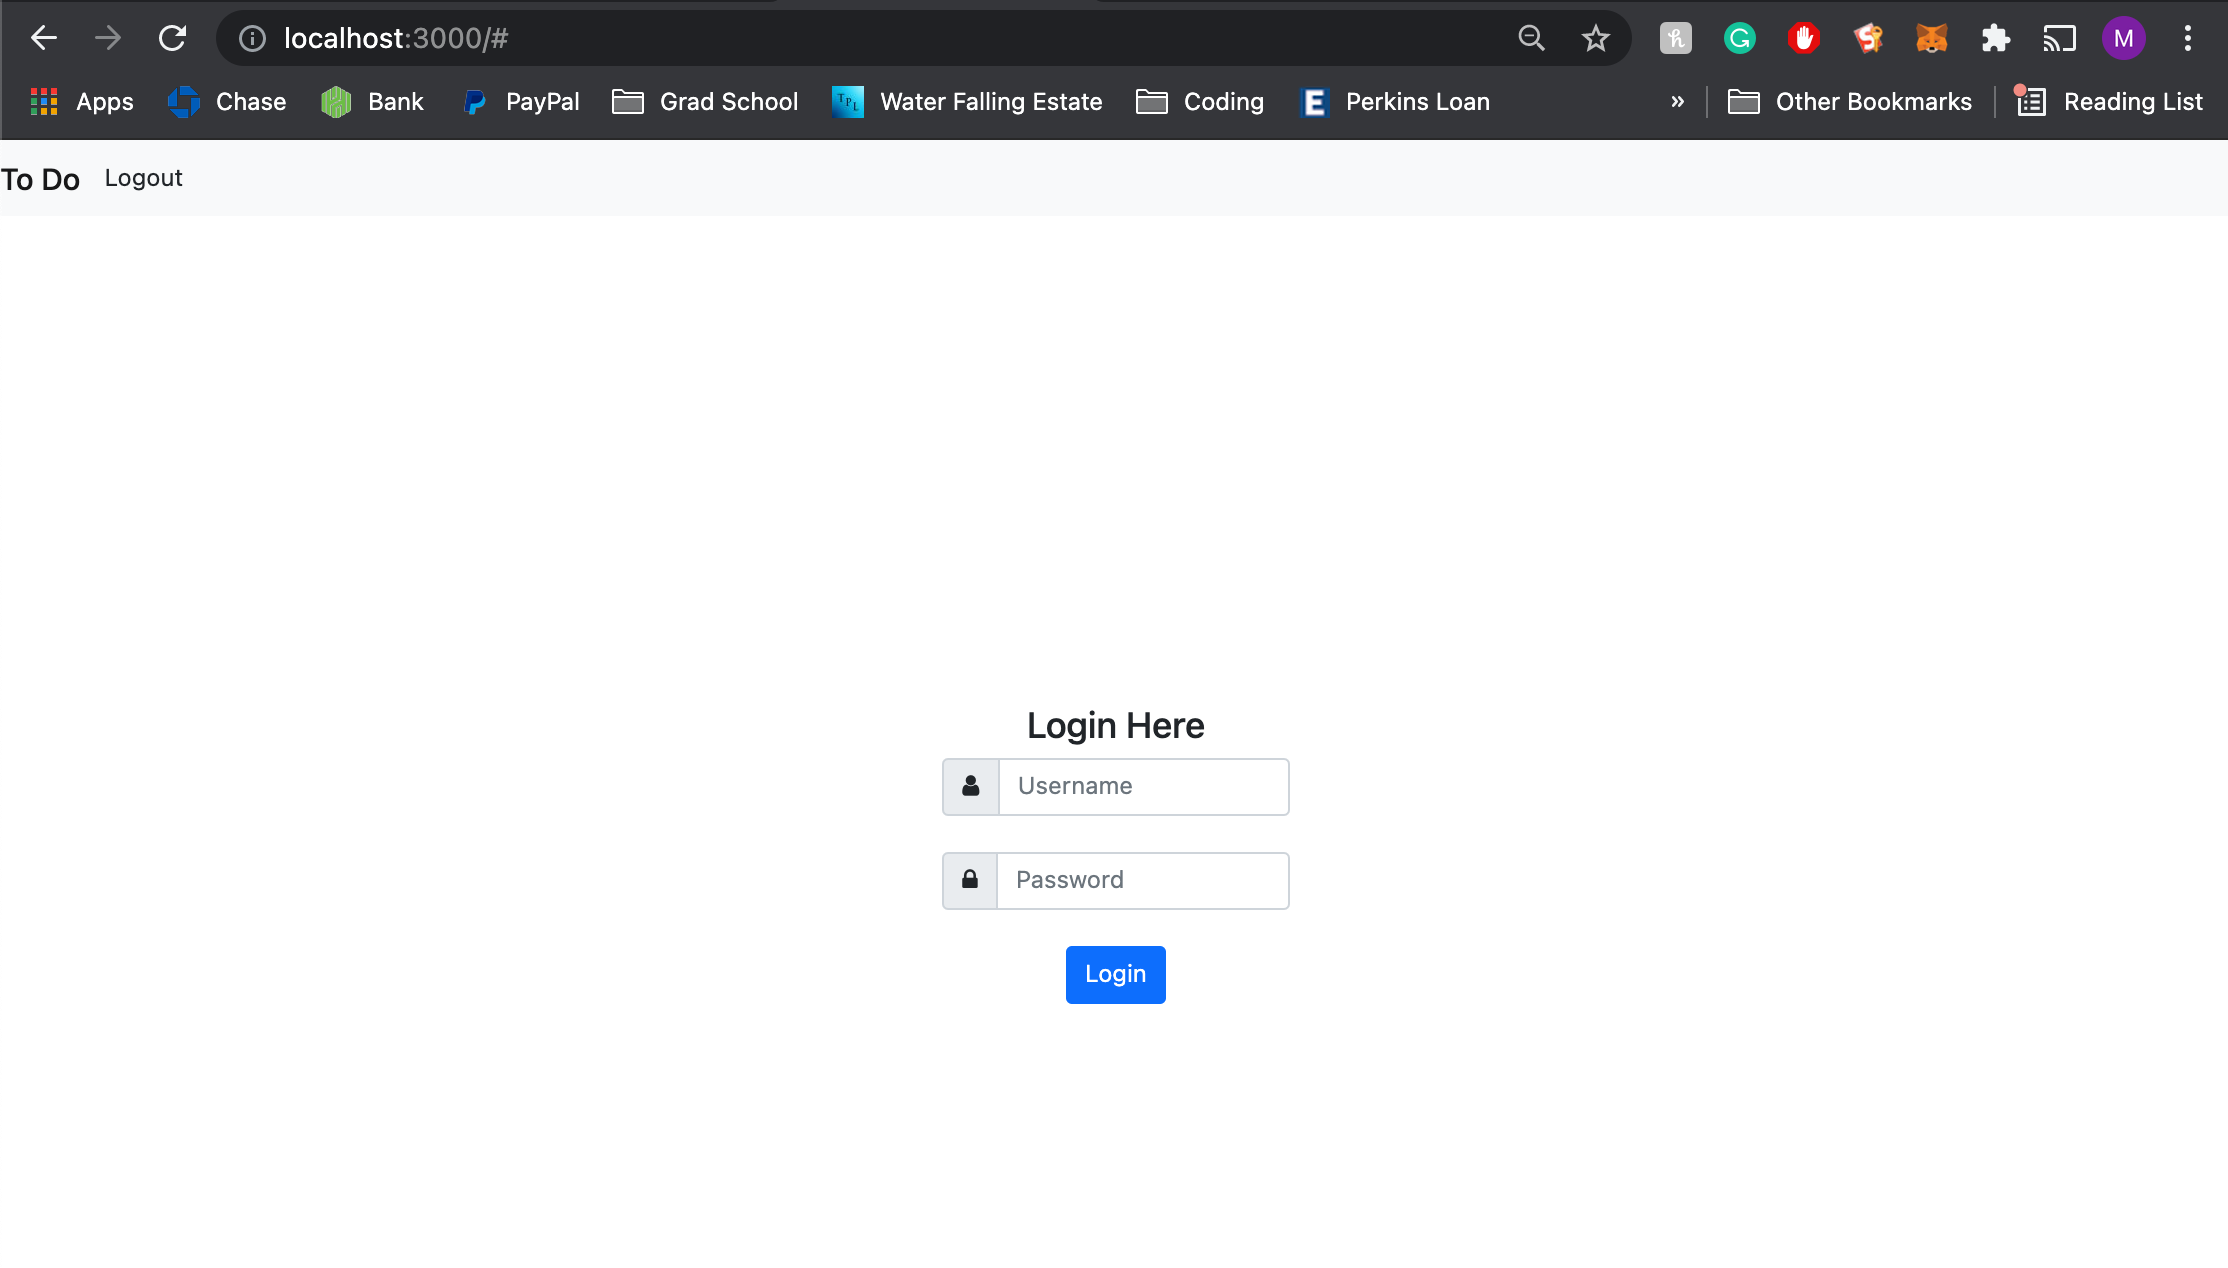 localhost:3000/#
M
Apps Chase Bank PayPal Grad School TPL Water Falling Estate Coding E Perkins Loan » Other Bookmarks Reading List
To Do Logout
Login Here
Username
Password
Login